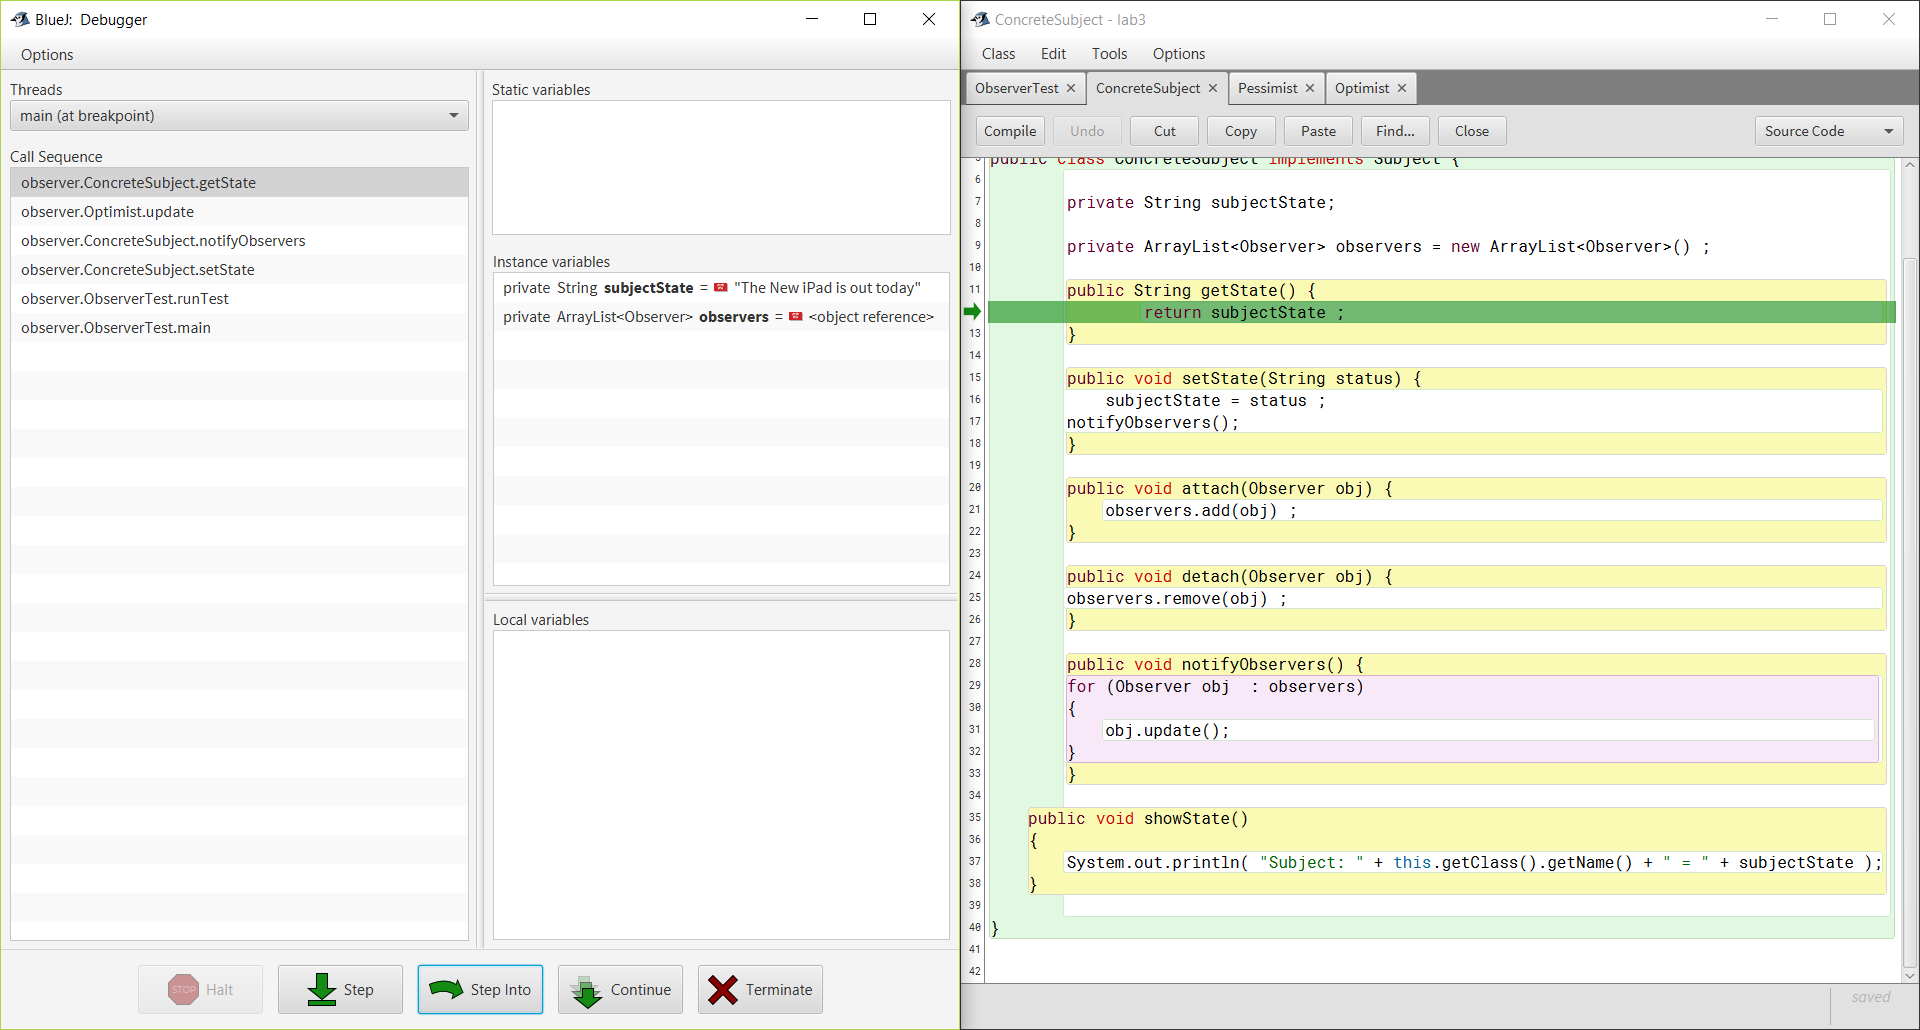 BlueJ: Debugger
Options
Threads
main (at breakpoint)
Call Sequence
observer.ConcreteSubject.getState
observer.Optimist.update
observer.ConcreteSubject.notifyObservers
observer.ConcreteSubject.setState
observer.ObserverTest.runTest
observer.ObserverTest.main
Static variables
Instance variables
private String subjectState = "The New iPad is out today"
private ArrayList<Observer> observers = <object reference>
Local variables
STOP Halt
Step
Step Into
Continue
Terminate
ConcreteSubject - lab3
Class Edit Tools Options
ObserverTest ConcreteSubject Pessimist Optimist
Compile Undo Cut Copy Paste Find... Close Source Code
5 public class ConcreteSubject implements Subject {
6
7 private String subjectState;
8
9 private ArrayList<Observer> observers = new ArrayList<Observer>() ;
10
11 public String getState() {
return subjectState ;
13 }
14
15 public void setState(String status) {
16 subjectState = status ;
17 notifyObservers();
18 }
19
20 public void attach(Observer obj) {
21 observers.add(obj) ;
22 }
23
24 public void detach(Observer obj) {
25 observers.remove(obj) ;
26 }
27
28 public void notifyObservers() {
29 for (Observer obj : observers)
30 {
31 obj.update();
32 }
33 }
34
35 public void showState()
36 {
37 System.out.println( "Subject: " + this.getClass().getName() + " = " + subjectState );
38 }
39
40 }
41
42
saved